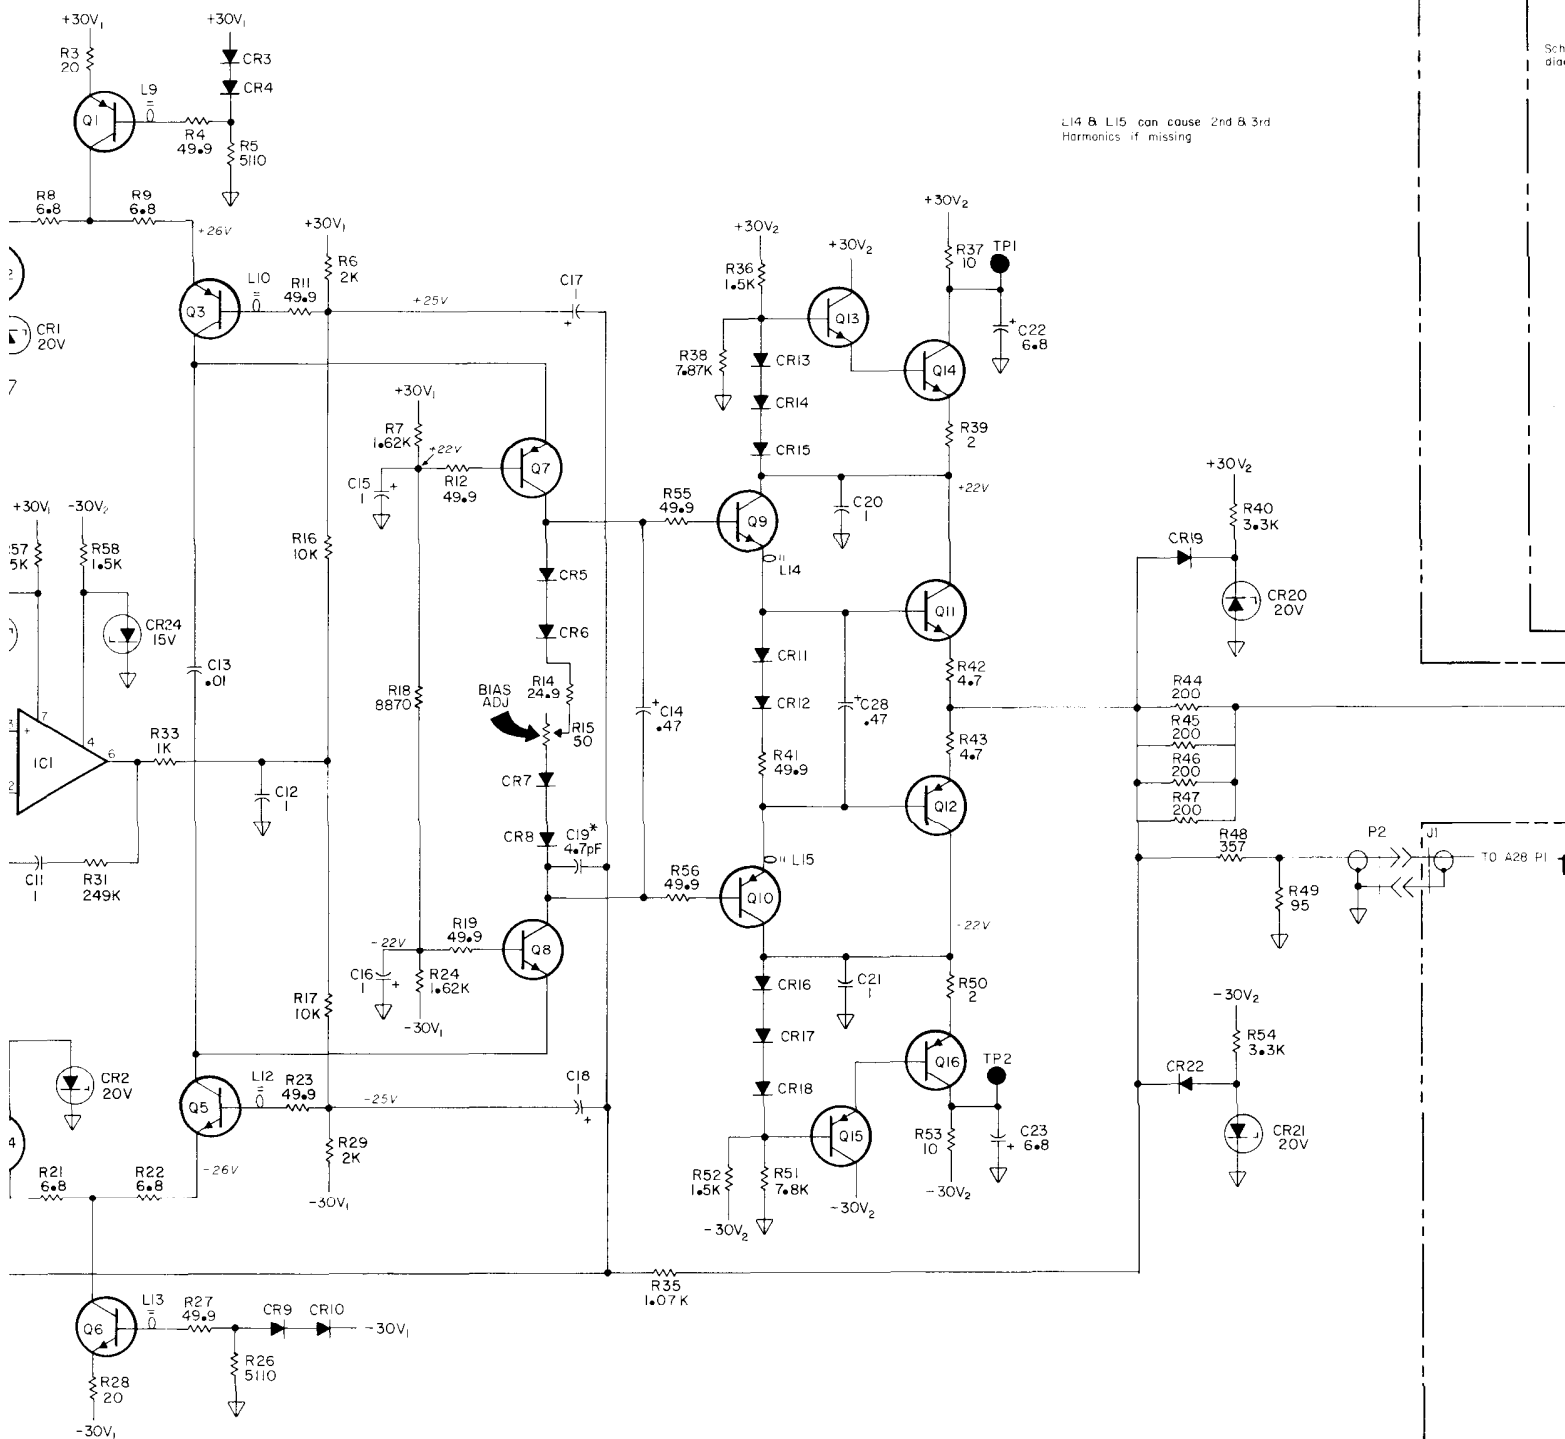 +30V₁
+30V₁
R3
20
CR3
CR4
L9
Q1
R4
49.9
R5
5110
L14 & L15 can cause 2nd & 3rd
Harmonics if missing
Sch
R8
6.8
R9
6.8
+26V
+30V₁
R6
2K
L10
R11
49.9
Q3
+25V
C17
1
+
CR1
20V
+30V₂
R36
1.5K
+30V₂
Q13
R38
7.87K
CR13
CR14
CR15
+30V₂
R37
10
TP1
+
C22
6.8
Q14
R39
2
+30V₁
R7
1.62K
+22V
C15
1
+
R12
49.9
Q7
R55
49.9
Q9
L14
C20
1
+22V
+30V₁
-30V₂
57
5K
R58
1.5K
CR24
15V
R16
10K
CR5
CR6
C13
.01
R18
8870
BIAS
ADJ
R14
24.9
R15
50
+
C14
.47
CR7
CR8
C19*
4.7pF
CR11
CR12
R41
49.9
+
C28
.47
Q11
R42
4.7
R43
4.7
Q12
+30V₂
R40
3.3K
CR19
CR20
20V
R44
200
R45
200
R46
200
R47
200
R48
357
R49
95
P2
J1
TO A28 P1
3
+
7
4
IC1
6
2
R33
1K
C12
1
C11
1
R31
249K
R56
49.9
L15
Q10
-22V
C16
1
+
R19
49.9
Q8
R24
1.62K
-30V₁
R17
10K
-22V
CR16
CR17
CR18
C21
1
R50
2
Q16
TP2
Q15
R53
10
-30V₂
C23
+ 6.8
R52
1.5K
-30V₂
R51
7.8K
-30V₂
-30V₂
R54
3.3K
CR22
CR21
20V
CR2
20V
L12
R23
49.9
Q5
-25V
C18
1
+
R29
2K
-30V₁
4
R21
6.8
R22
6.8
-26V
R35
1.07K
L13
R27
49.9
CR9
CR10
-30V₁
Q6
R26
5110
R28
20
-30V₁